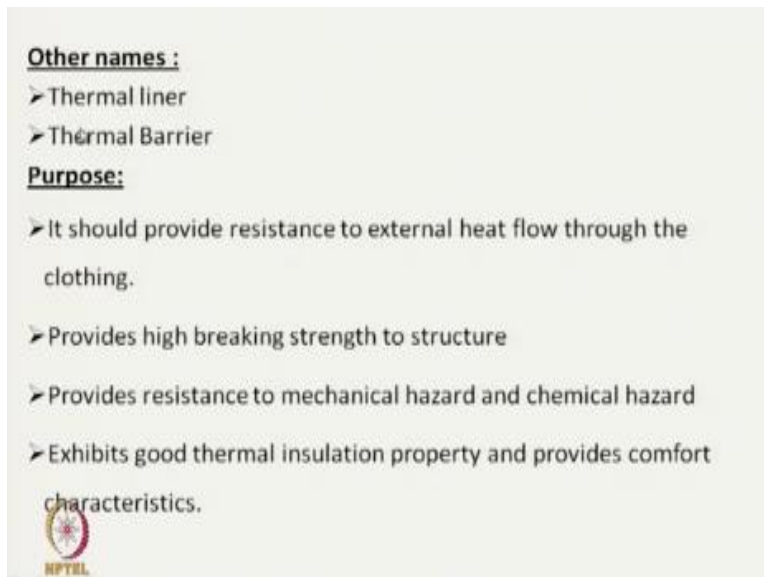 Other names :
➢Thermal liner
➢Thermal Barrier
Purpose:
➢It should provide resistance to external heat flow through the
clothing.
➢Provides high breaking strength to structure
➢Provides resistance to mechanical hazard and chemical hazard
➢Exhibits good thermal insulation property and provides comfort
characteristics.
NPTEL